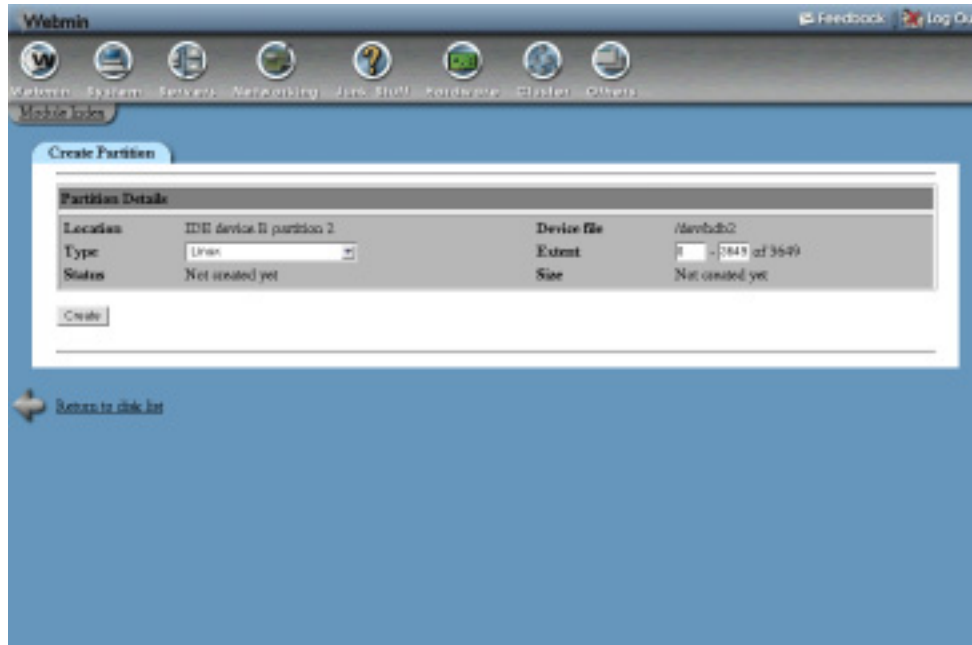 Webmin
Feedback Log Ou
Webmin System Servers Networking Junk Stuff Hardware Cluster Others
Module Index
Create Partition
Partition Details
Location IDE device B partition 2 Device file /dev/hdb2
Type Linux Extent - 3649 of 3649
Status Not created yet Size Not created yet
Create
Return to disk list